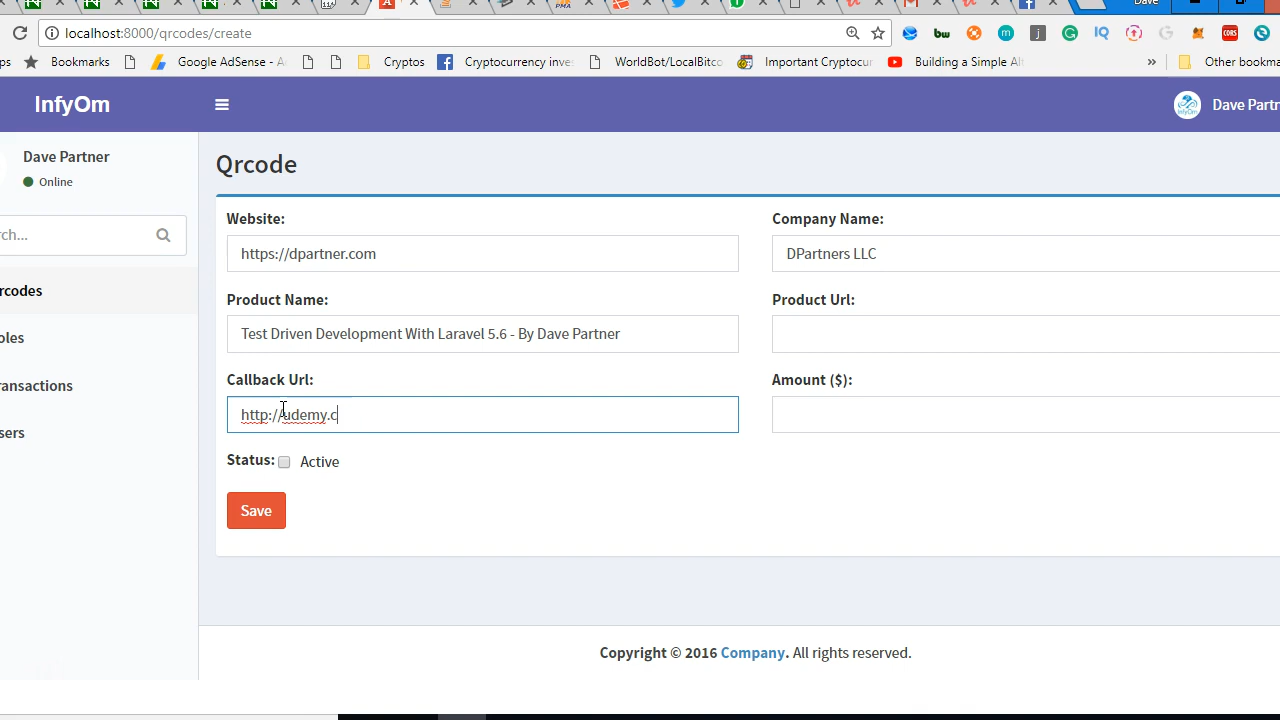 Dave
localhost:8000/qrcodes/create
ps Bookmarks Google AdSense - A Cryptos Cryptocurrency inve Important Cryptocur Building a Simple » Other bookma
InfyOm
Dave Partn
Dave Partner
Online
rch...
rcodes
oles
ransactions
sers
Qrcode
Website:
https://dpartner.com
Company Name:
DPartners LLC
Product Name:
Test Driven Development With Laravel 5.6 - By Dave Partner
Product Url:
Callback Url:
http://udemy.c
Amount ($):
Status: Active
Save
Copyright © 2016 Company. All rights reserved.